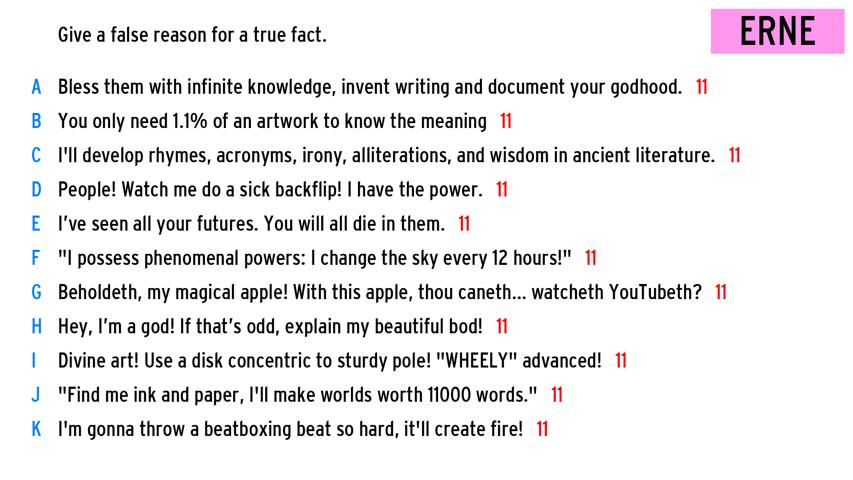 Give a false reason for a true fact.
ERNE
A Bless them with infinite knowledge, invent writing and document your godhood. 11
B You only need 1.1% of an artwork to know the meaning 11
C I'll develop rhymes, acronyms, irony, alliterations, and wisdom in ancient literature. 11
D People! Watch me do a sick backflip! I have the power. 11
E I’ve seen all your futures. You will all die in them. 11
F "I possess phenomenal powers: I change the sky every 12 hours!" 11
G Beholdeth, my magical apple! With this apple, thou caneth... watcheth YouTubeth? 11
H Hey, I’m a god! If that’s odd, explain my beautiful bod! 11
I Divine art! Use a disk concentric to sturdy pole! "WHEELY" advanced! 11
J "Find me ink and paper, I'll make worlds worth 11000 words." 11
K I'm gonna throw a beatboxing beat so hard, it'll create fire! 11